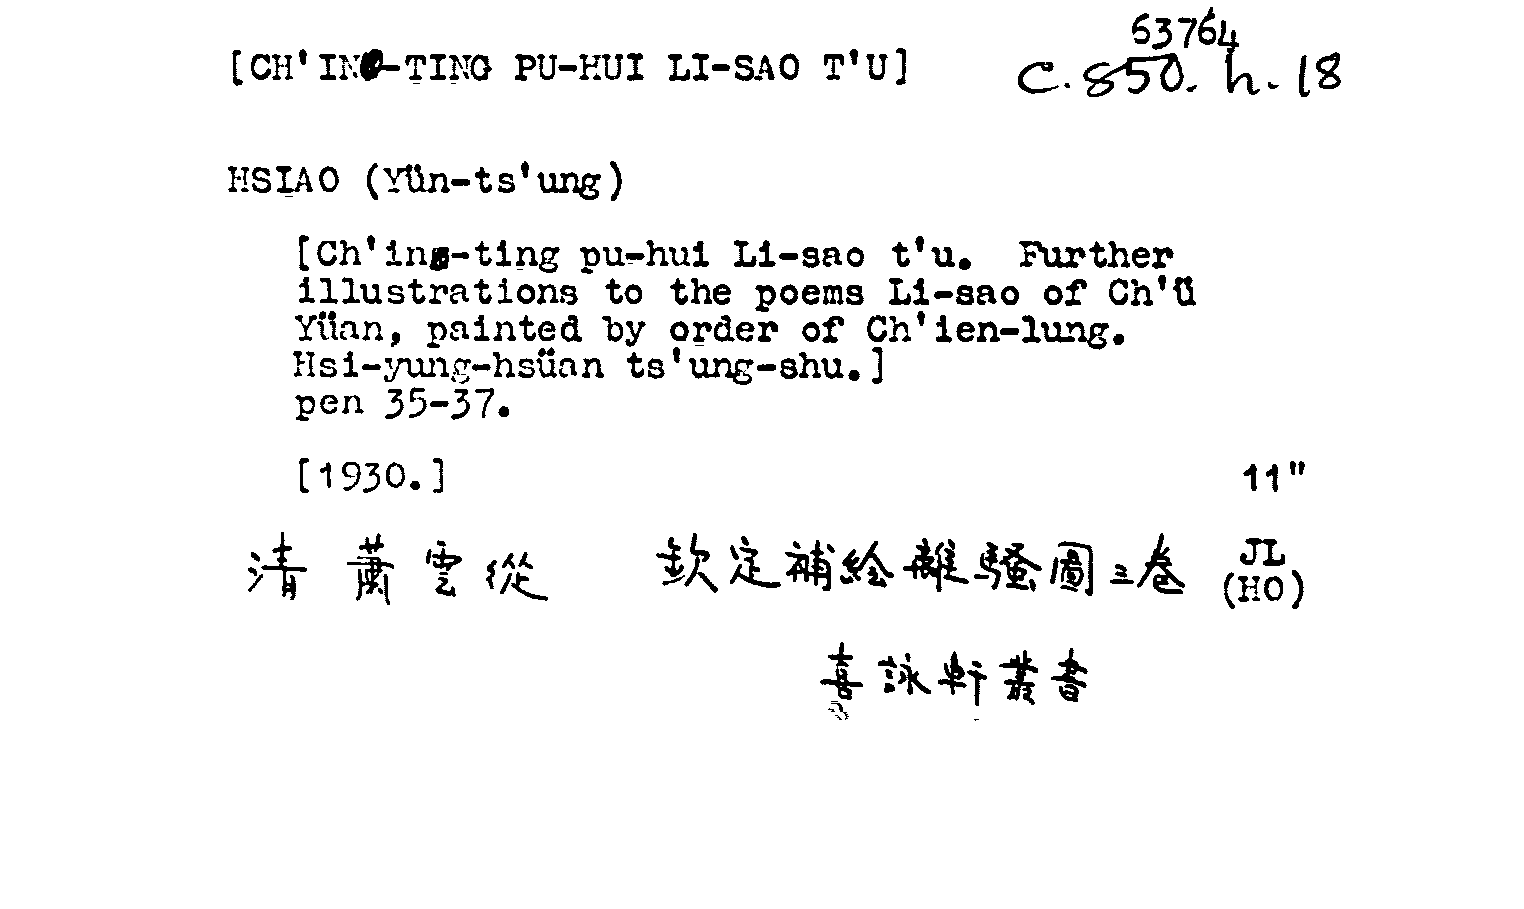 63764
[CH'IN-TING PU-HUI LI-SAO T'U] C. 850. h. 18
HSIAO (Yün-ts'ung)
[Ch'in-ting pu-hui Li-sao t'u. Further
illustrations to the poems Li-sao of Ch'ü
Yüan, painted by order of Ch'ien-lung.
Hsi-yung-hsüan ts'ung-shu.]
pen 35-37.
[1930.] 11"
清 蕭雲從 欽定補繪離騷圖三卷 JL
(HO)
喜詠軒叢書